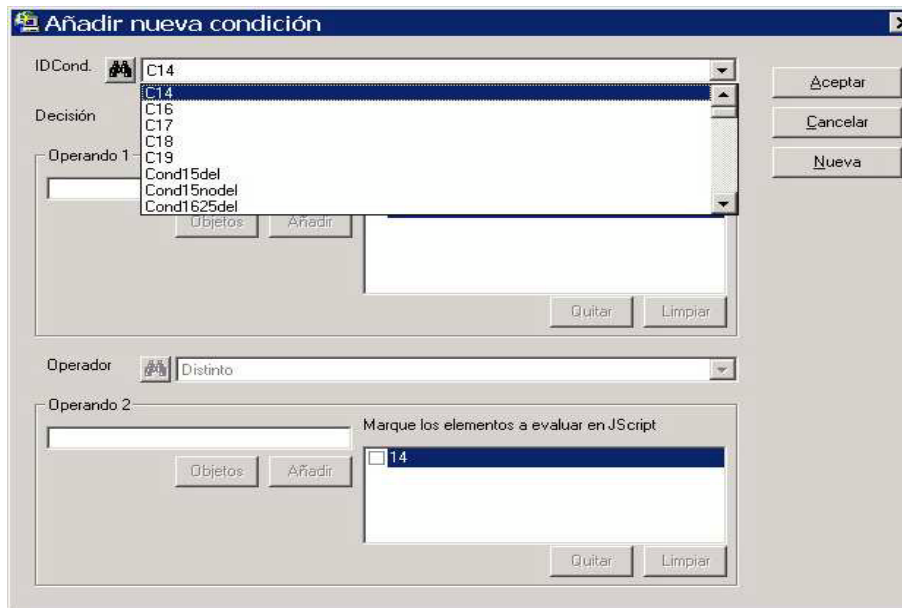 Añadir nueva condición
IDCond.
C14
Aceptar
C14
C16
C17
C18
C19
Cond15del
Cond15nodel
Cond1625del
Decisión
Cancelar
Operando 1
Nueva
Objetos
Añadir
Quitar
Limpiar
Operador
Distinto
Operando 2
Marque los elementos a evaluar en JScript
14
Objetos
Añadir
Quitar
Limpiar